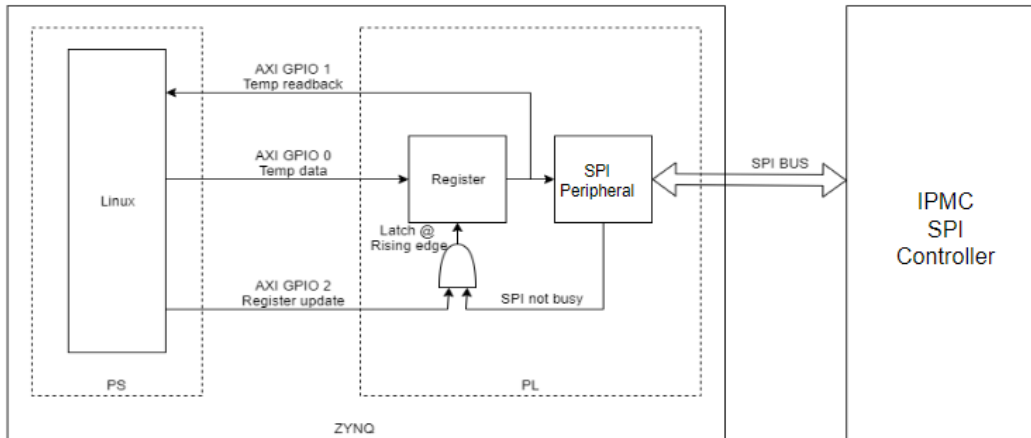 AXI GPIO 1
Temp readback
AXI GPIO 0
Temp data
Linux
Register
SPI
Peripheral
SPI BUS
IPMC
SPI
Controller
Latch @
Rising edge
AXI GPIO 2
Register update
SPI not busy
PS
PL
ZYNQ